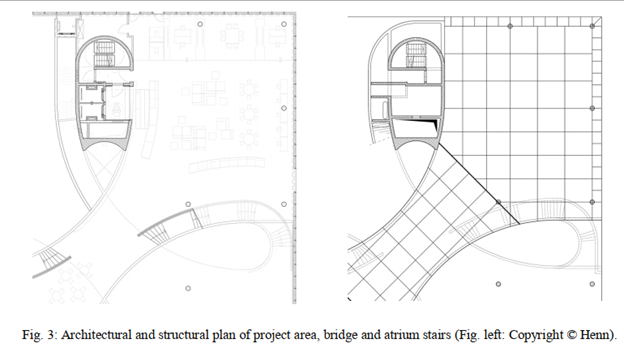 Fig. 3: Architectural and structural plan of project area, bridge and atrium stairs (Fig. left: Copyright © Henn).